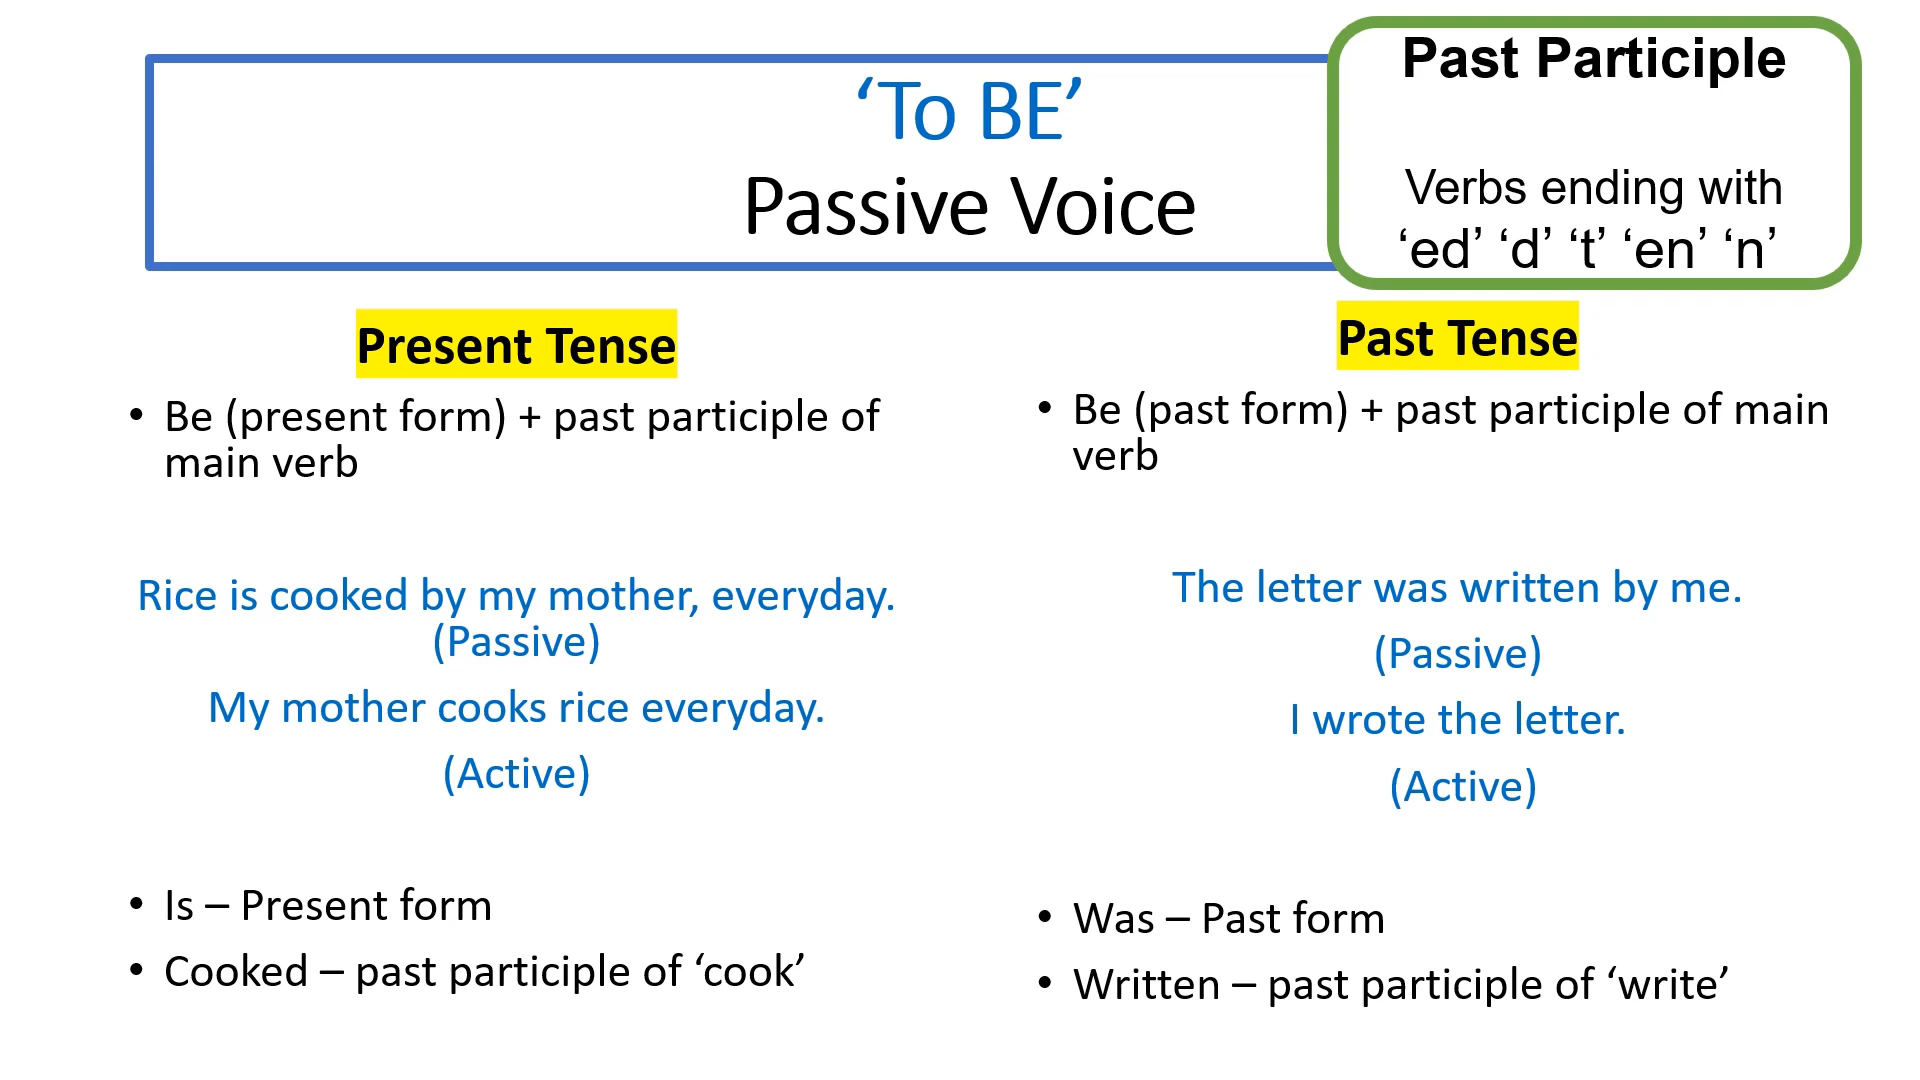 ‘To BE’
Passive Voice
Past Participle
Verbs ending with
‘ed’ ‘d’ ‘t’ ‘en’ ‘n’
Present Tense
• Be (present form) + past participle of
main verb
Rice is cooked by my mother, everyday.
(Passive)
My mother cooks rice everyday.
(Active)
• Is – Present form
• Cooked – past participle of ‘cook’
Past Tense
• Be (past form) + past participle of main
verb
The letter was written by me.
(Passive)
I wrote the letter.
(Active)
• Was – Past form
• Written – past participle of ‘write’